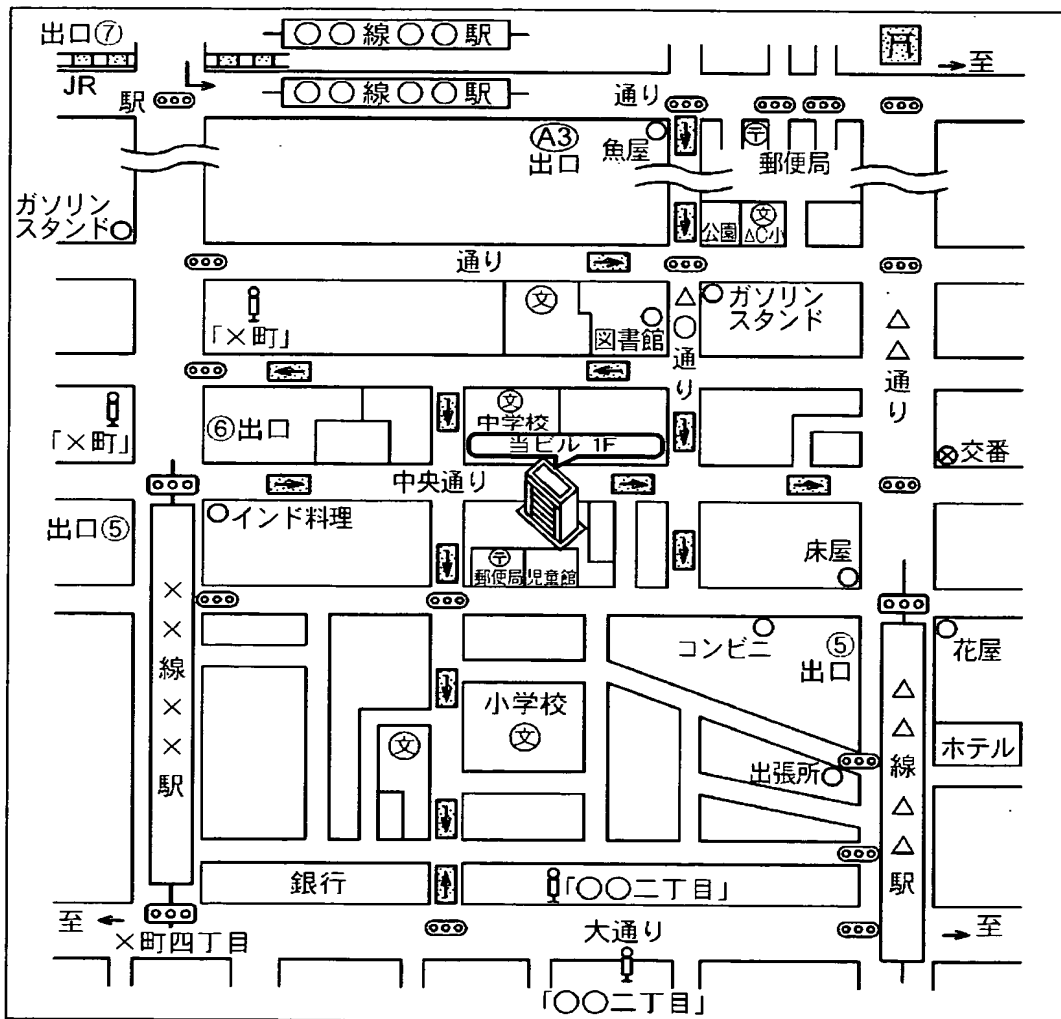 出口⑦
○○線○○駅
→至
JR
駅
○○線○○駅
通り
A3
出口
魚屋
〒
郵便局
ガソリン
スタンド
公園
文
△○小
通り
「×町」
文
図書館
△○通り
ガソリン
スタンド
△△通り
「×町」
⑥出口
文
中学校
当ビル 1F
交番
中央通り
出口⑤
インド料理
〒
郵便局
児童館
床屋
××線××駅
コンビニ
⑤
出口
花屋
小学校
文
文
△△線△△駅
ホテル
出張所
銀行
「○○二丁目」
至←
×町四丁目
大通り
→至
「○○二丁目」